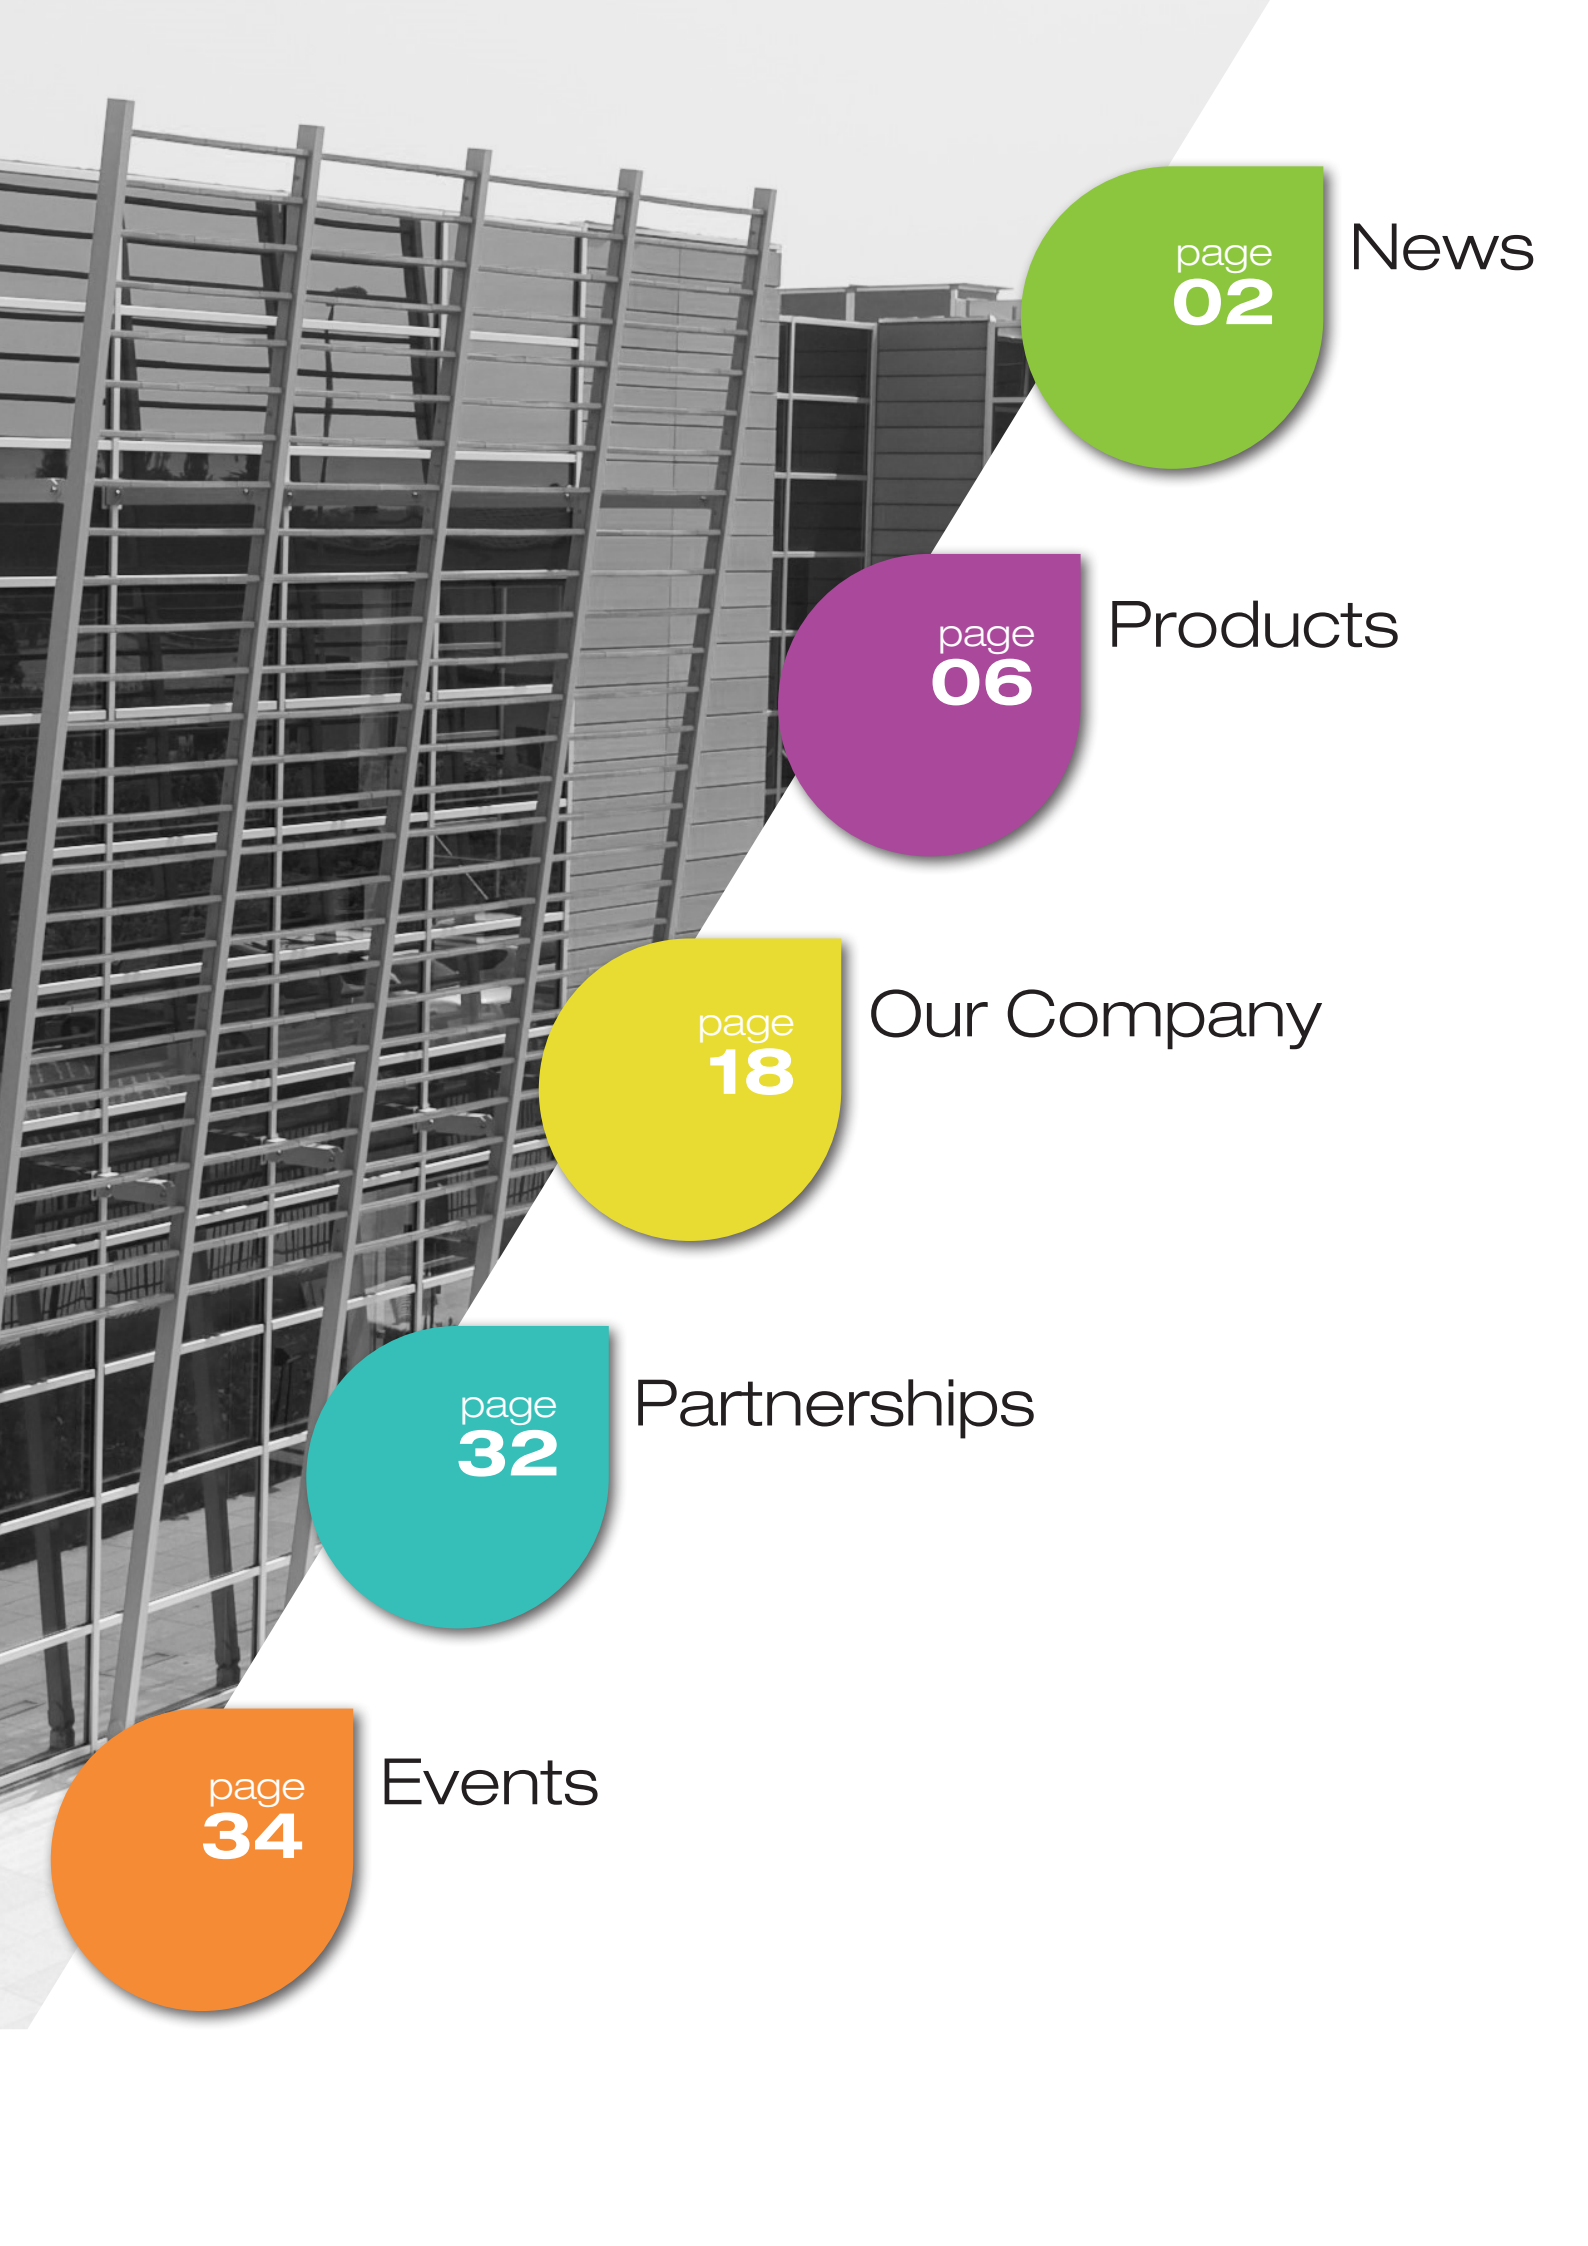 page
02
News
page
06
Products
page
18
Our Company
page
32
Partnerships
page
34
Events